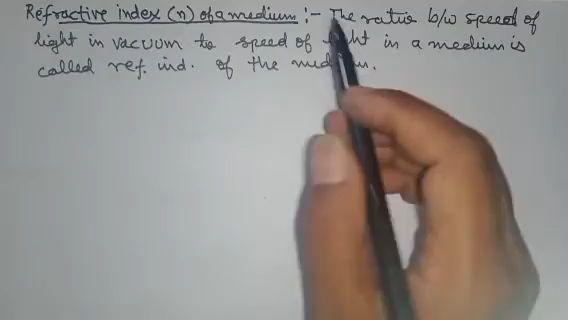 Refractive index (n) of a medium :- The ratio b/w speed of
light in vacuum to speed of light in a medium is
called ref. ind. of the medium.